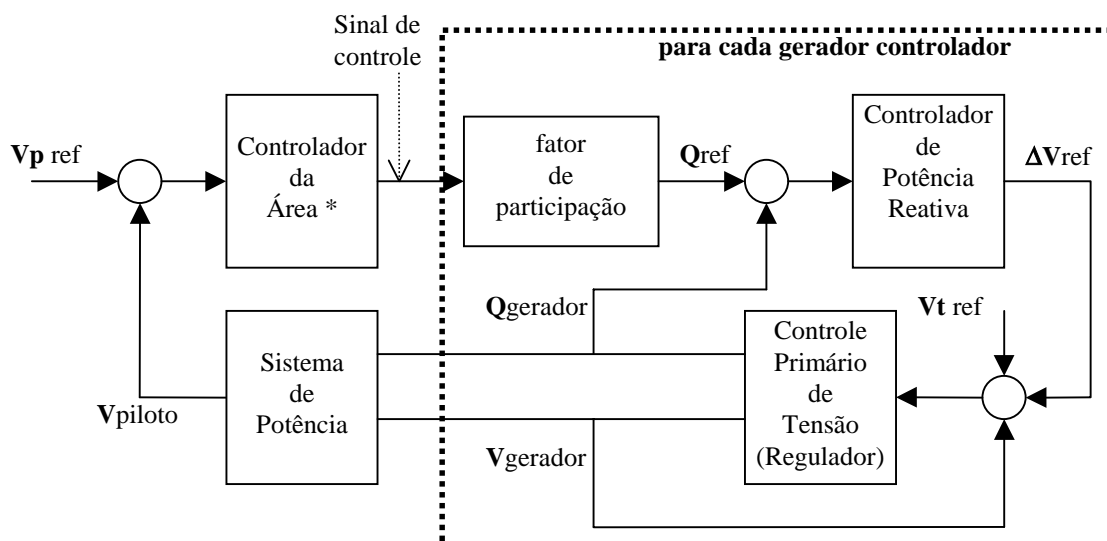 Sinal de
controle
para cada gerador controlador
Vp ref
Controlador
da
Área *
fator
de
participação
Qref
Controlador
de
Potência
Reativa
ΔVref
Qgerador
Vt ref
Sistema
de
Potência
Controle
Primário
de
Tensão
(Regulador)
Vpiloto
Vgerador